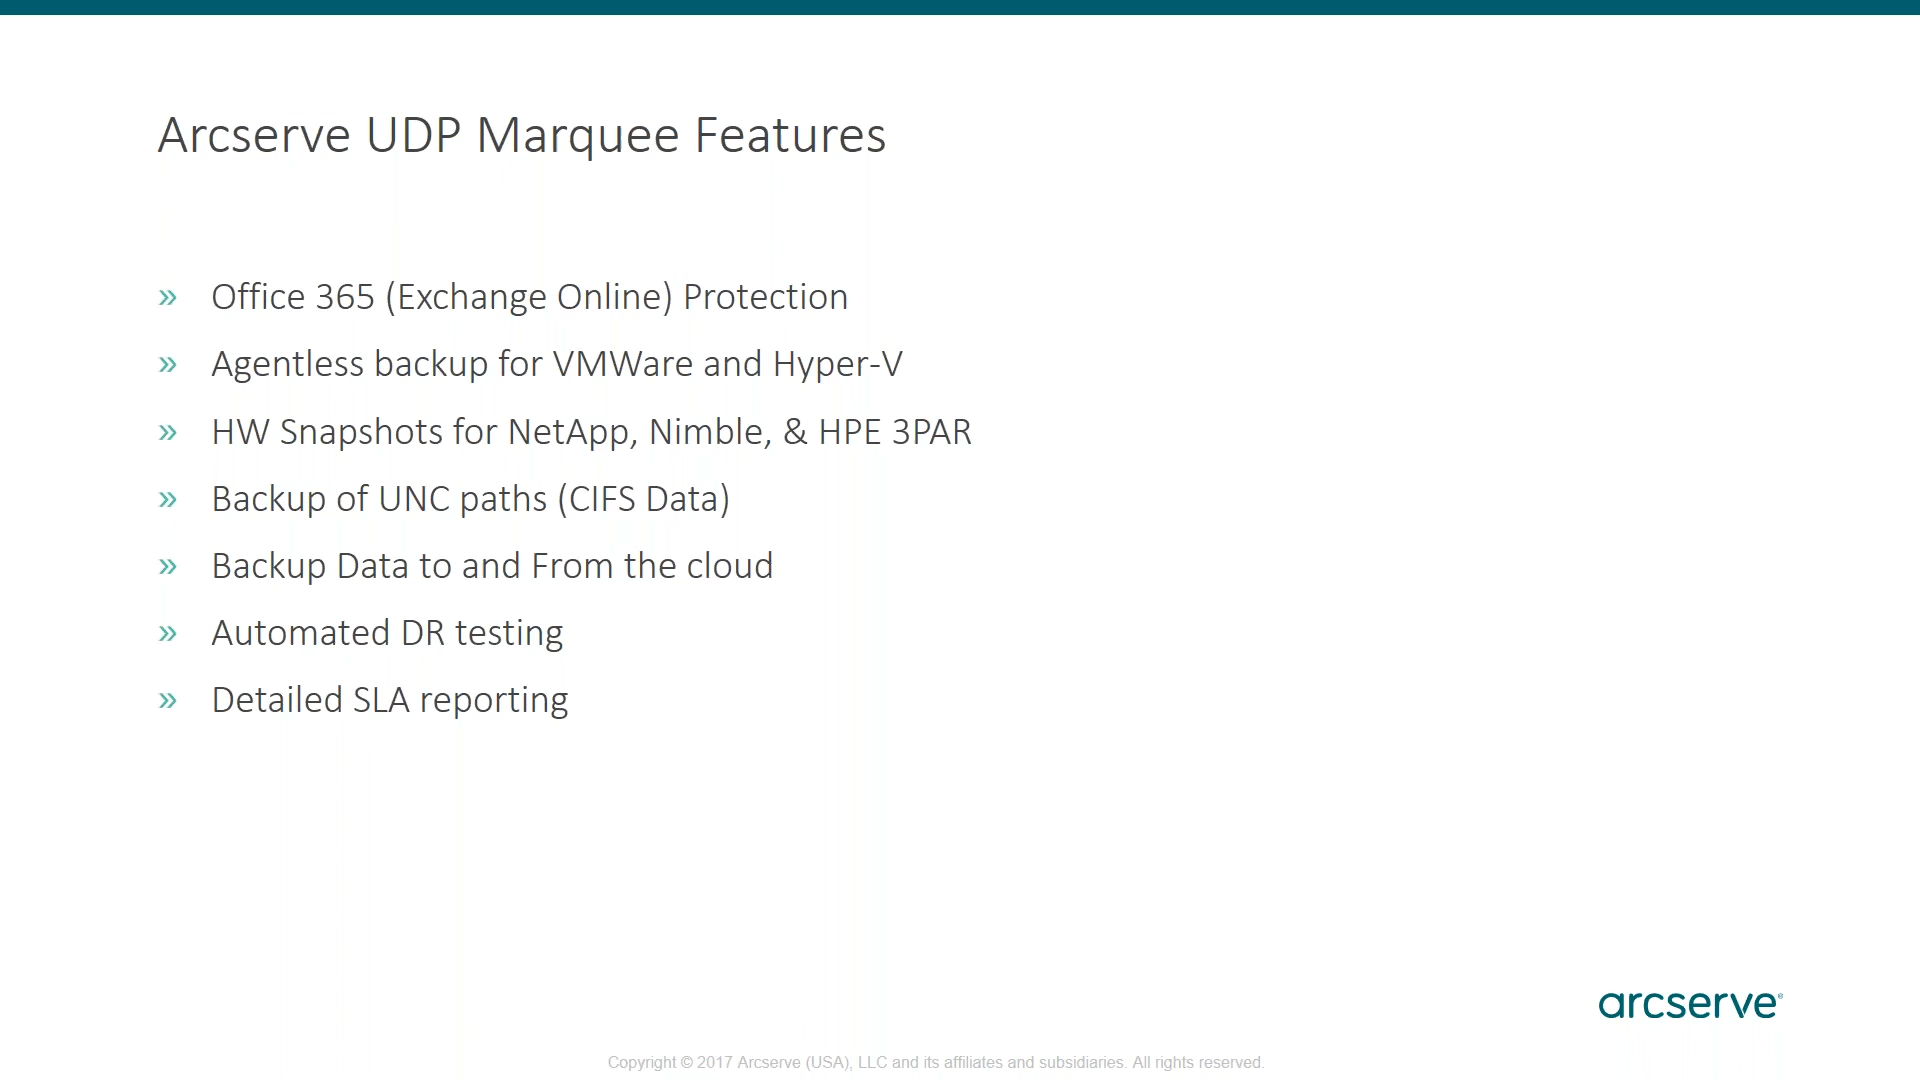 Arcserve UDP Marquee Features
» Office 365 (Exchange Online) Protection
» Agentless backup for VMWare and Hyper-V
» HW Snapshots for NetApp, Nimble, & HPE 3PAR
» Backup of UNC paths (CIFS Data)
» Backup Data to and From the cloud
» Automated DR testing
» Detailed SLA reporting
arcserve®
Copyright © 2017 Arcserve (USA), LLC and its affiliates and subsidiaries. All rights reserved.